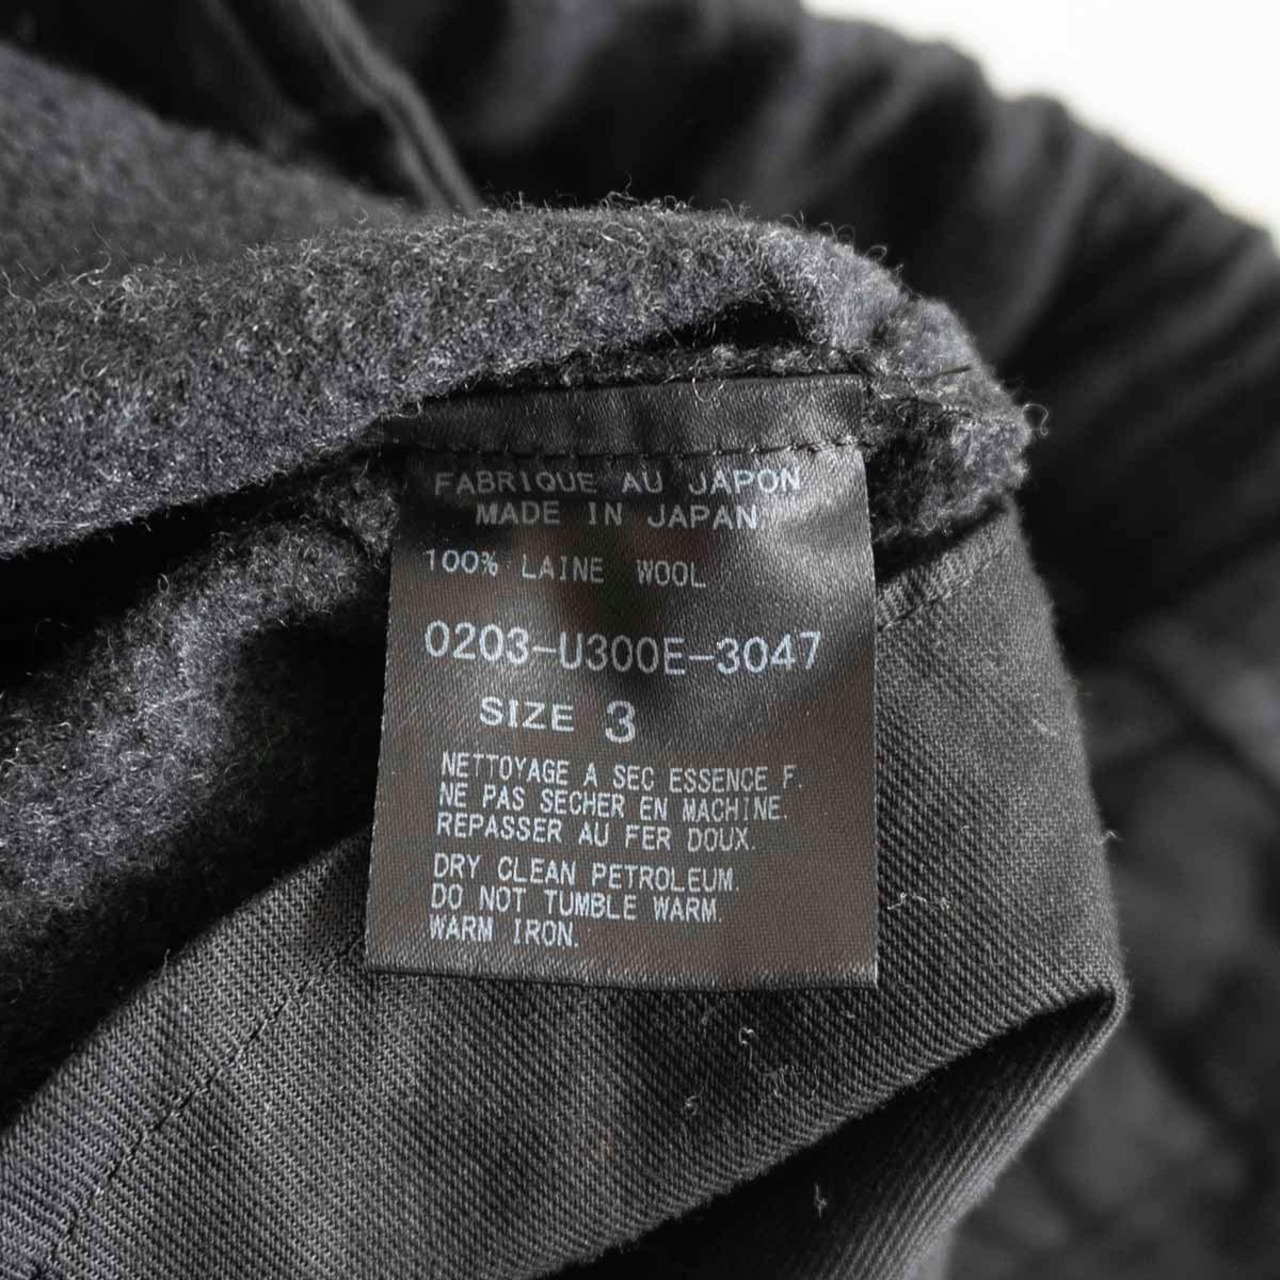 FABRIQUE AU JAPON
MADE IN JAPAN
100% LAINE WOOL
0203-U300E-3047
SIZE 3
NETTOYAGE A SEC ESSENCE F.
NE PAS SECHER EN MACHINE.
REPASSER AU FER DOUX.
DRY CLEAN PETROLEUM.
DO NOT TUMBLE WARM.
WARM IRON.